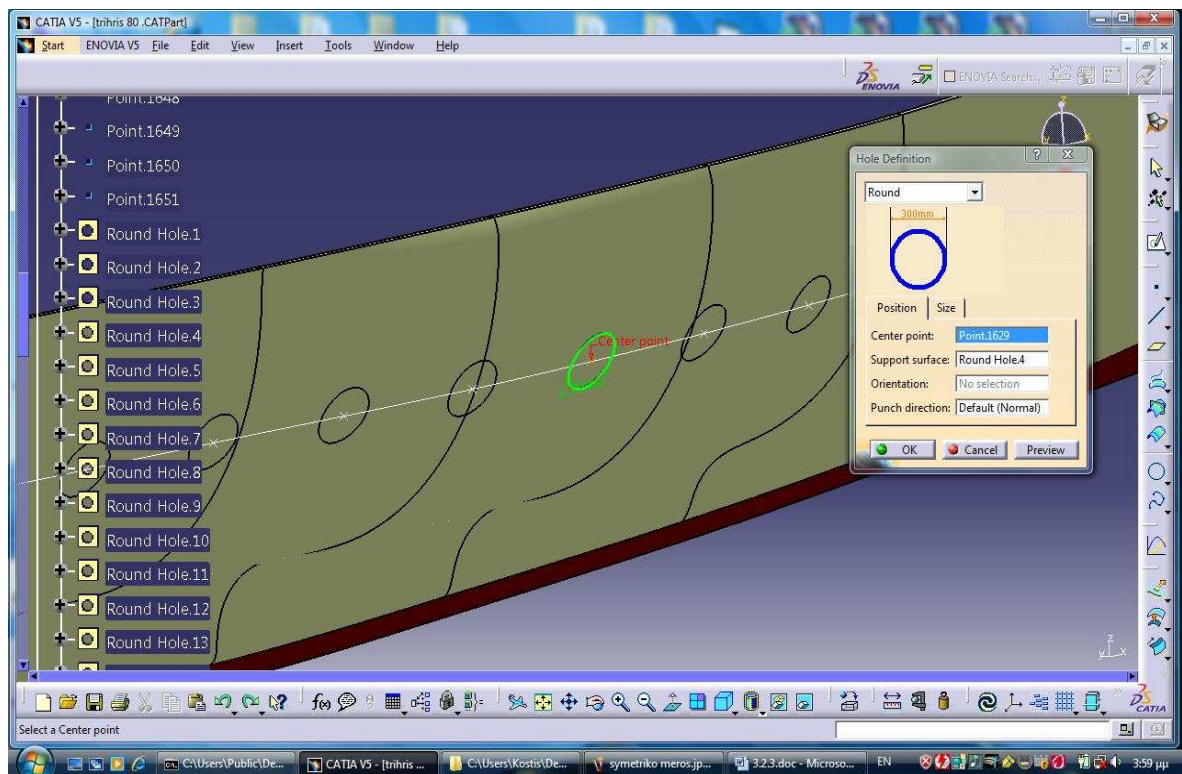 CATIA V5 - [trihris 80 .CATPart]
Start ENOVIA V5 File Edit View Insert Tools Window Help
ENOVIA
ENOVIA Search...
Point.1648
Point.1649
Point.1650
Point.1651
Round Hole.1
Round Hole.2
Round Hole.3
Round Hole.4
Round Hole.5
Round Hole.6
Round Hole.7
Round Hole.8
Round Hole.9
Round Hole.10
Round Hole.11
Round Hole.12
Round Hole.13
Center point
Hole Definition
Round
300mm
Position Size
Center point: Point.1629
Support surface: Round Hole.4
Orientation: No selection
Punch direction: Default (Normal)
OK Cancel Preview
z
x
y
f(x)
CATIA
Select a Center point
C:\Users\Public\De... CATIA V5 - [trihris ... C:\Users\Kostis\De... symetriko meros.jp... 3.2.3.doc - Microso... EN 3:59 μμ